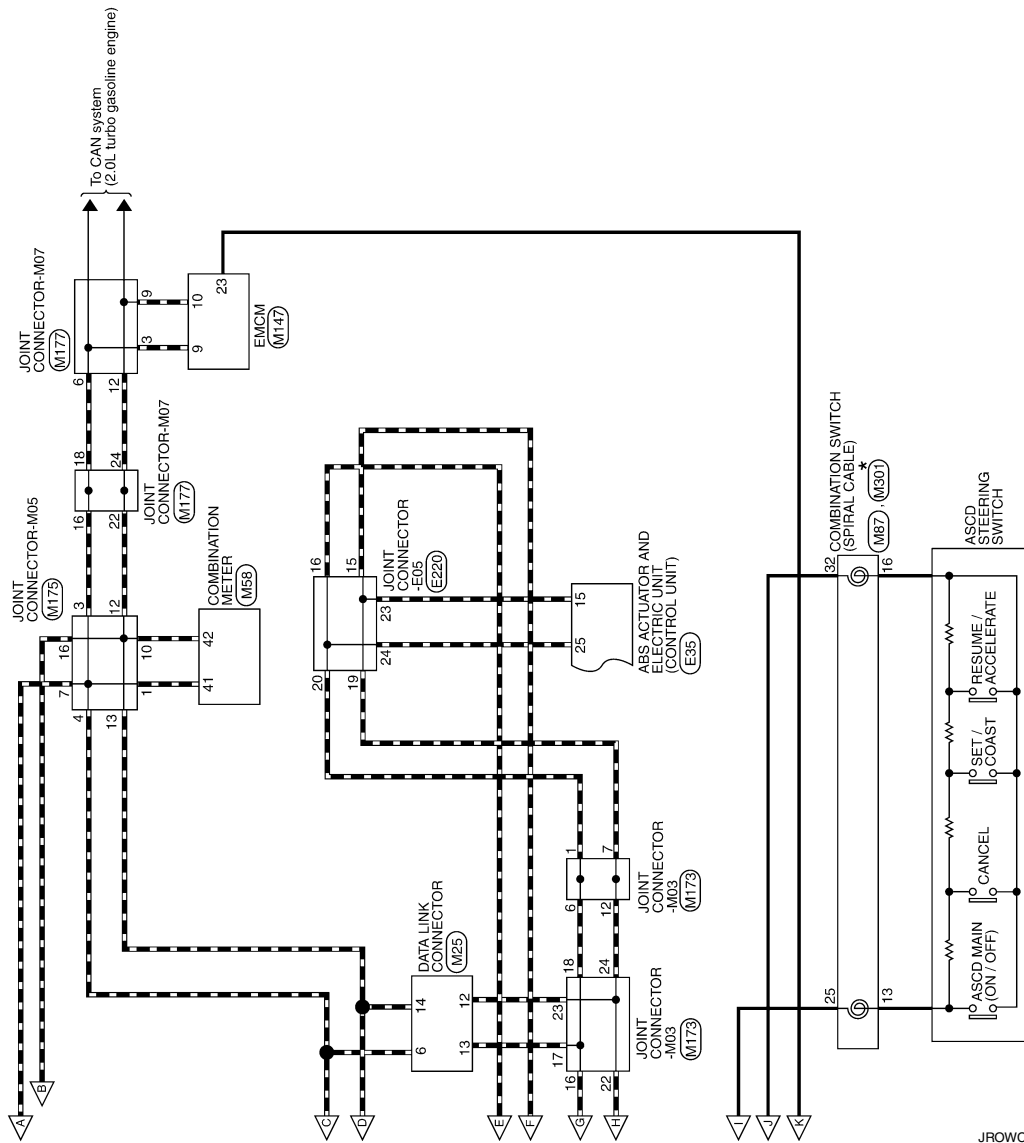 To CAN system
(2.0L turbo gasoline engine)
JOINT
CONNECTOR-M07
M177
6
12
3
9
9
10
23
EMCM
M147
18
24
JOINT
CONNECTOR-M07
M177
16
22
JOINT
CONNECTOR-M05
M175
3
12
16
7
10
1
4
13
42
41
COMBINATION
METER
M58
A
B
16
15
JOINT
CONNECTOR
-E05
E220
23
24
20
19
15
25
ABS ACTUATOR AND
ELECTRIC UNIT
(CONTROL UNIT)
E35
DATA LINK
CONNECTOR
M25
14
6
12
13
C
D
E
F
1
7
JOINT
CONNECTOR
-M03
M173
6
12
18
24
23
17
JOINT
CONNECTOR
-M03
M173
16
22
G
H
COMBINATION SWITCH
(SPIRAL CABLE)
*
M87 , M301
32
16
25
13
I
J
K
ASCD
STEERING
SWITCH
RESUME /
ACCELERATE
SET /
COAST
CANCEL
ASCD MAIN
(ON / OFF)
JROWC